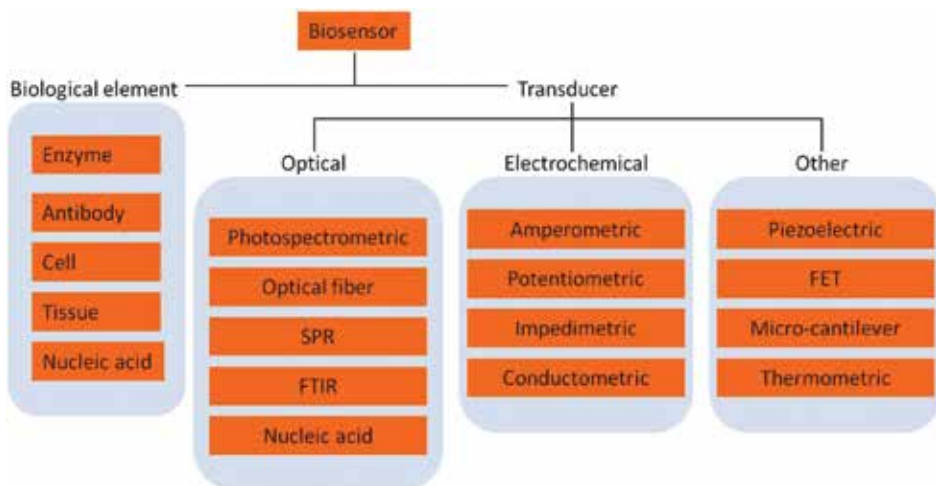 Biosensor
Biological element
Enzyme
Antibody
Cell
Tissue
Nucleic acid
Transducer
Optical
Photospectrometric
Optical fiber
SPR
FTIR
Nucleic acid
Electrochemical
Amperometric
Potentiometric
Impedimetric
Conductometric
Other
Piezoelectric
FET
Micro-cantilever
Thermometric